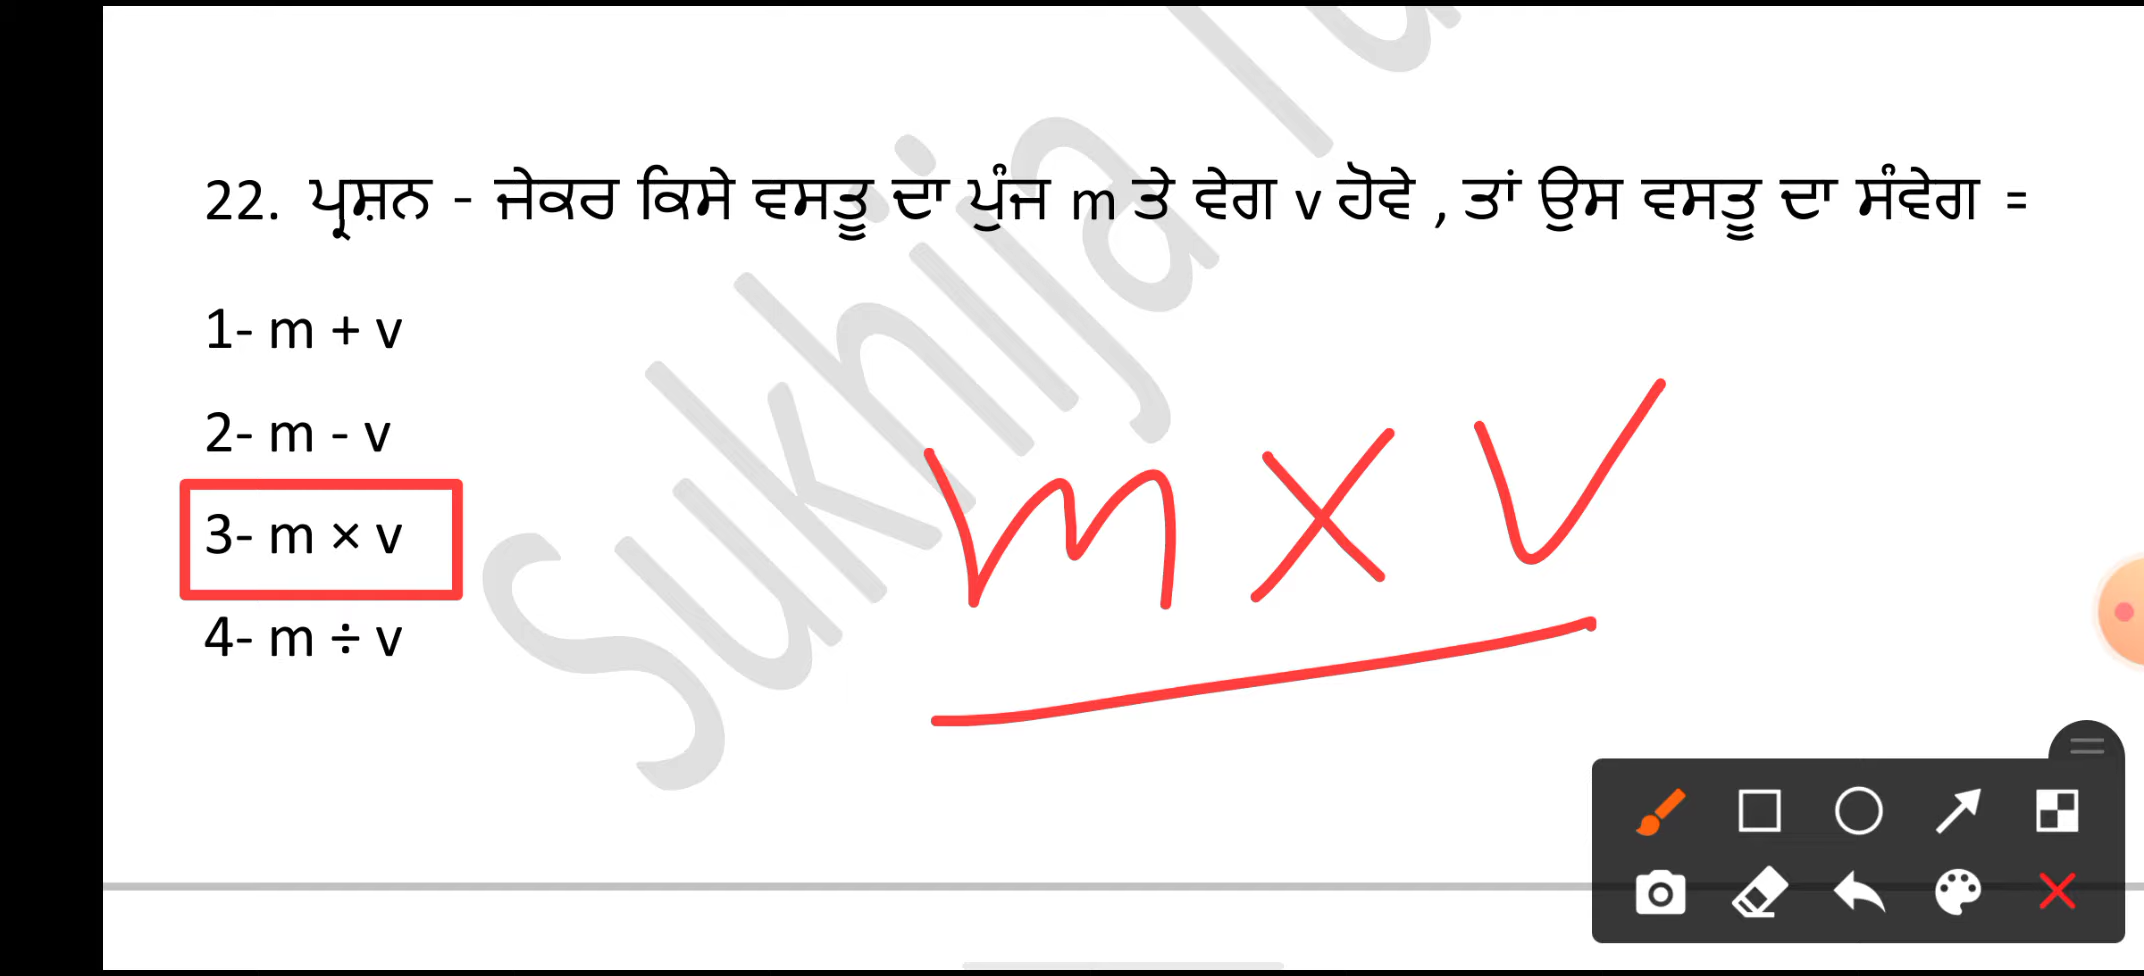 22. ਪ੍ਰਸ਼ਨ - ਜੇਕਰ ਕਿਸੇ ਵਸਤੂ ਦਾ ਪੁੰਜ m ਤੇ ਵੇਗ v ਹੋਵੇ , ਤਾਂ ਉਸ ਵਸਤੂ ਦਾ ਸੰਵੇਗ =
1- m + v
2- m - v
3- m × v
4- m ÷ v
m × v
Sukhija